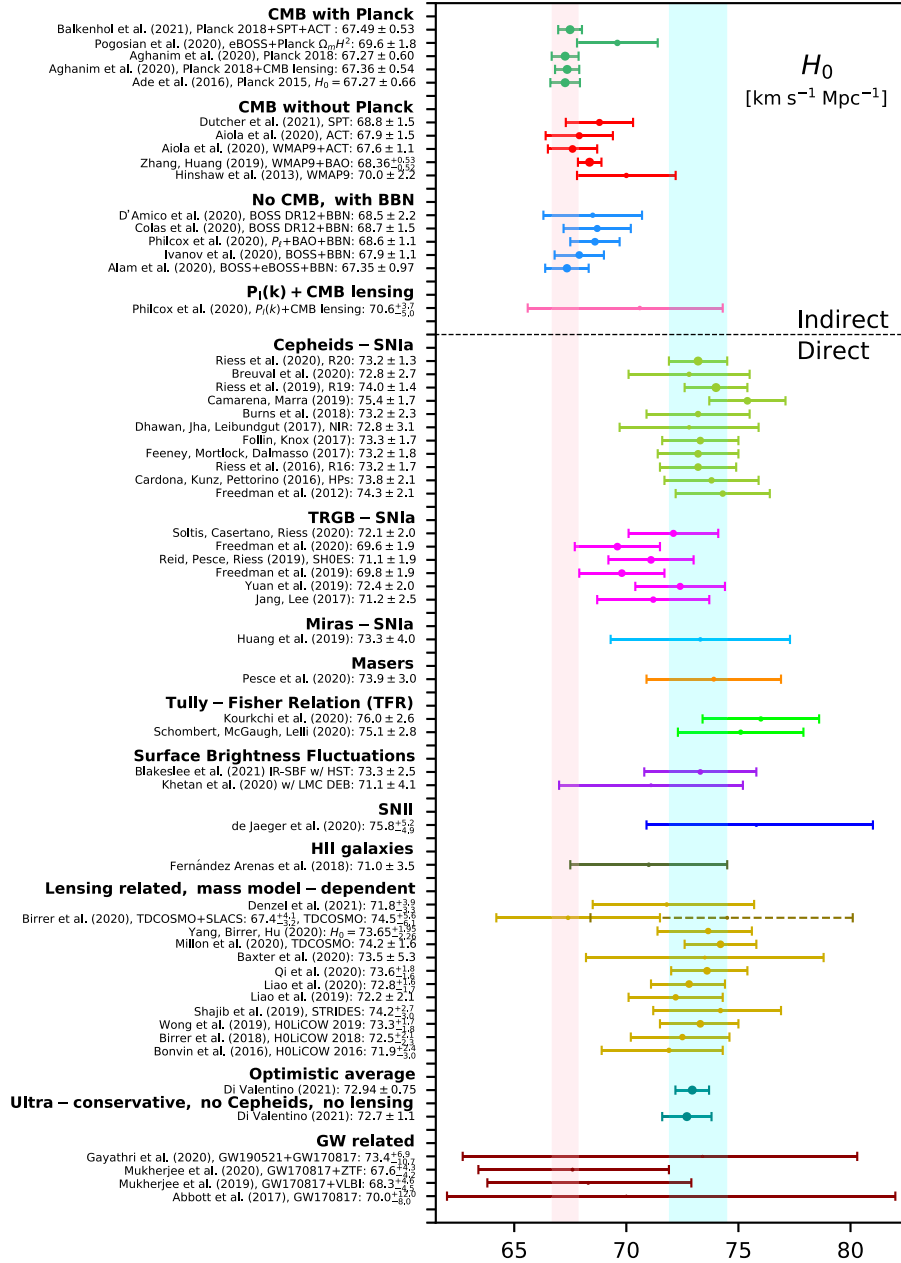 CMB with Planck
Balkenhol et al. (2021), Planck 2018+SPT+ACT : 67.49 ± 0.53
Pogosian et al. (2020), eBOSS+Planck Ω_mH²: 69.6 ± 1.8
Aghanim et al. (2020), Planck 2018: 67.27 ± 0.60
Aghanim et al. (2020), Planck 2018+CMB lensing: 67.36 ± 0.54
Ade et al. (2016), Planck 2015, H₀ = 67.27 ± 0.66
H₀
[km s⁻¹ Mpc⁻¹]
CMB without Planck
Dutcher et al. (2021), SPT: 68.8 ± 1.5
Aiola et al. (2020), ACT: 67.9 ± 1.5
Aiola et al. (2020), WMAP9+ACT: 67.6 ± 1.1
Zhang, Huang (2019), WMAP9+BAO: 68.36+0.53−0.52
Hinshaw et al. (2013), WMAP9: 70.0 ± 2.2
No CMB, with BBN
D'Amico et al. (2020), BOSS DR12+BBN: 68.5 ± 2.2
Colas et al. (2020), BOSS DR12+BBN: 68.7 ± 1.5
Philcox et al. (2020), P_ℓ+BAO+BBN: 68.6 ± 1.1
Ivanov et al. (2020), BOSS+BBN: 67.9 ± 1.1
Alam et al. (2020), BOSS+eBOSS+BBN: 67.35 ± 0.97
P_l(k) + CMB lensing
Philcox et al. (2020), P_l(k)+CMB lensing: 70.6+3.7−5.0
Indirect
Direct
Cepheids − SNIa
Riess et al. (2020), R20: 73.2 ± 1.3
Breuval et al. (2020): 72.8 ± 2.7
Riess et al. (2019), R19: 74.0 ± 1.4
Camarena, Marra (2019): 75.4 ± 1.7
Burns et al. (2018): 73.2 ± 2.3
Dhawan, Jha, Leibundgut (2017), NIR: 72.8 ± 3.1
Follin, Knox (2017): 73.3 ± 1.7
Feeney, Mortlock, Dalmasso (2017): 73.2 ± 1.8
Riess et al. (2016), R16: 73.2 ± 1.7
Cardona, Kunz, Pettorino (2016), HPs: 73.8 ± 2.1
Freedman et al. (2012): 74.3 ± 2.1
TRGB − SNIa
Soltis, Casertano, Riess (2020): 72.1 ± 2.0
Freedman et al. (2020): 69.6 ± 1.9
Reid, Pesce, Riess (2019), SH0ES: 71.1 ± 1.9
Freedman et al. (2019): 69.8 ± 1.9
Yuan et al. (2019): 72.4 ± 2.0
Jang, Lee (2017): 71.2 ± 2.5
Miras − SNIa
Huang et al. (2019): 73.3 ± 4.0
Masers
Pesce et al. (2020): 73.9 ± 3.0
Tully − Fisher Relation (TFR)
Kourkchi et al. (2020): 76.0 ± 2.6
Schombert, McGaugh, Lelli (2020): 75.1 ± 2.8
Surface Brightness Fluctuations
Blakeslee et al. (2021) IR-SBF w/ HST: 73.3 ± 2.5
Khetan et al. (2020) w/ LMC DEB: 71.1 ± 4.1
SNII
de Jaeger et al. (2020): 75.8+5.2−4.9
HII galaxies
Fernández Arenas et al. (2018): 71.0 ± 3.5
Lensing related, mass model − dependent
Denzel et al. (2021): 71.8+3.9−3.3
Birrer et al. (2020), TDCOSMO+SLACS: 67.4+4.1−3.2, TDCOSMO: 74.5+5.6−6.1
Yang, Birrer, Hu (2020): H₀ = 73.65+1.95−2.26
Millon et al. (2020), TDCOSMO: 74.2 ± 1.6
Baxter et al. (2020): 73.5 ± 5.3
Qi et al. (2020): 73.6+1.8−1.6
Liao et al. (2020): 72.8+1.6−1.7
Liao et al. (2019): 72.2 ± 2.1
Shajib et al. (2019), STRIDES: 74.2+2.7−3.0
Wong et al. (2019), H0LiCOW 2019: 73.3+1.7−1.8
Birrer et al. (2018), H0LiCOW 2018: 72.5+2.1−2.3
Bonvin et al. (2016), H0LiCOW 2016: 71.9+2.4−3.0
Optimistic average
Di Valentino (2021): 72.94 ± 0.75
Ultra − conservative, no Cepheids, no lensing
Di Valentino (2021): 72.7 ± 1.1
GW related
Gayathri et al. (2020), GW190521+GW170817: 73.4+6.9−10.7
Mukherjee et al. (2020), GW170817+ZTF: 67.6+4.3−4.2
Mukherjee et al. (2019), GW170817+VLBI: 68.3+4.6−4.5
Abbott et al. (2017), GW170817: 70.0+12.0−8.0
65 70 75 80